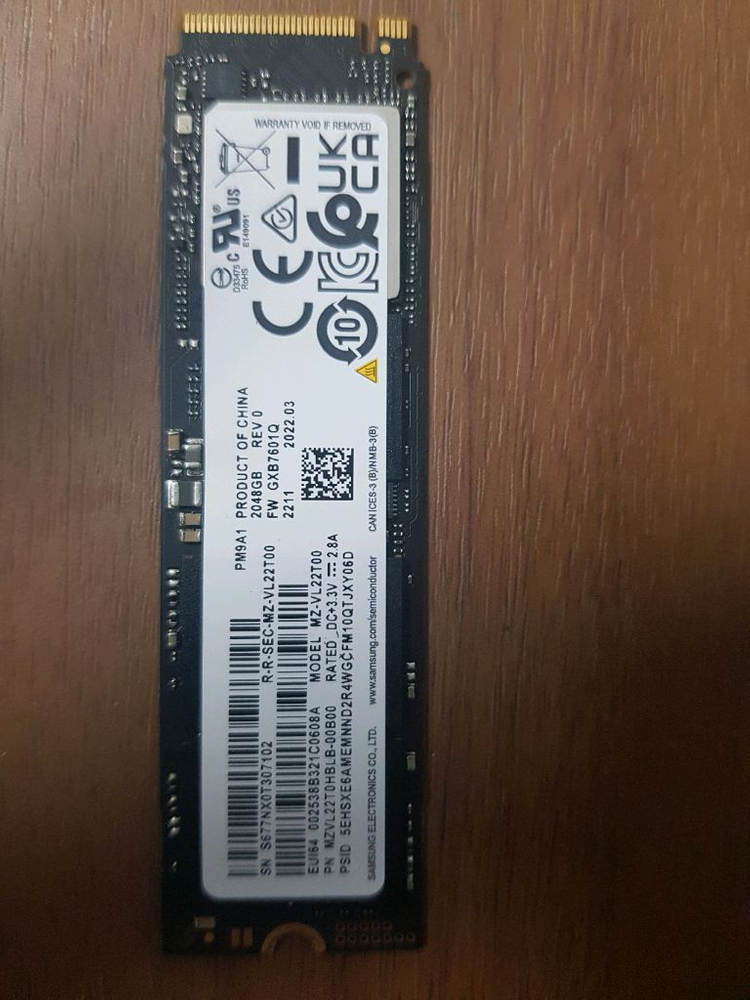 WARRANTY VOID IF REMOVED
UK
CA
C US
E149091
D33475
RoHS
CE
10
PM9A1 PRODUCT OF CHINA
2048GB REV 0
FW GXB7601Q
2211 2022.03
CAN ICES-3 (B)/NMB-3(B)
SN S677NX0T307102
R-R-SEC-MZ-VL22T00
EUI64 002538B321C0608A
MODEL MZ-VL22T00
PN MZVL22T0HBLB-00B00
RATED DC+3.3V 2.8A
PSID 5EHSXE6AMEMNND2R4WGCFM10QTJXY06D
SAMSUNG ELECTRONICS CO., LTD. www.samsung.com/semiconductor